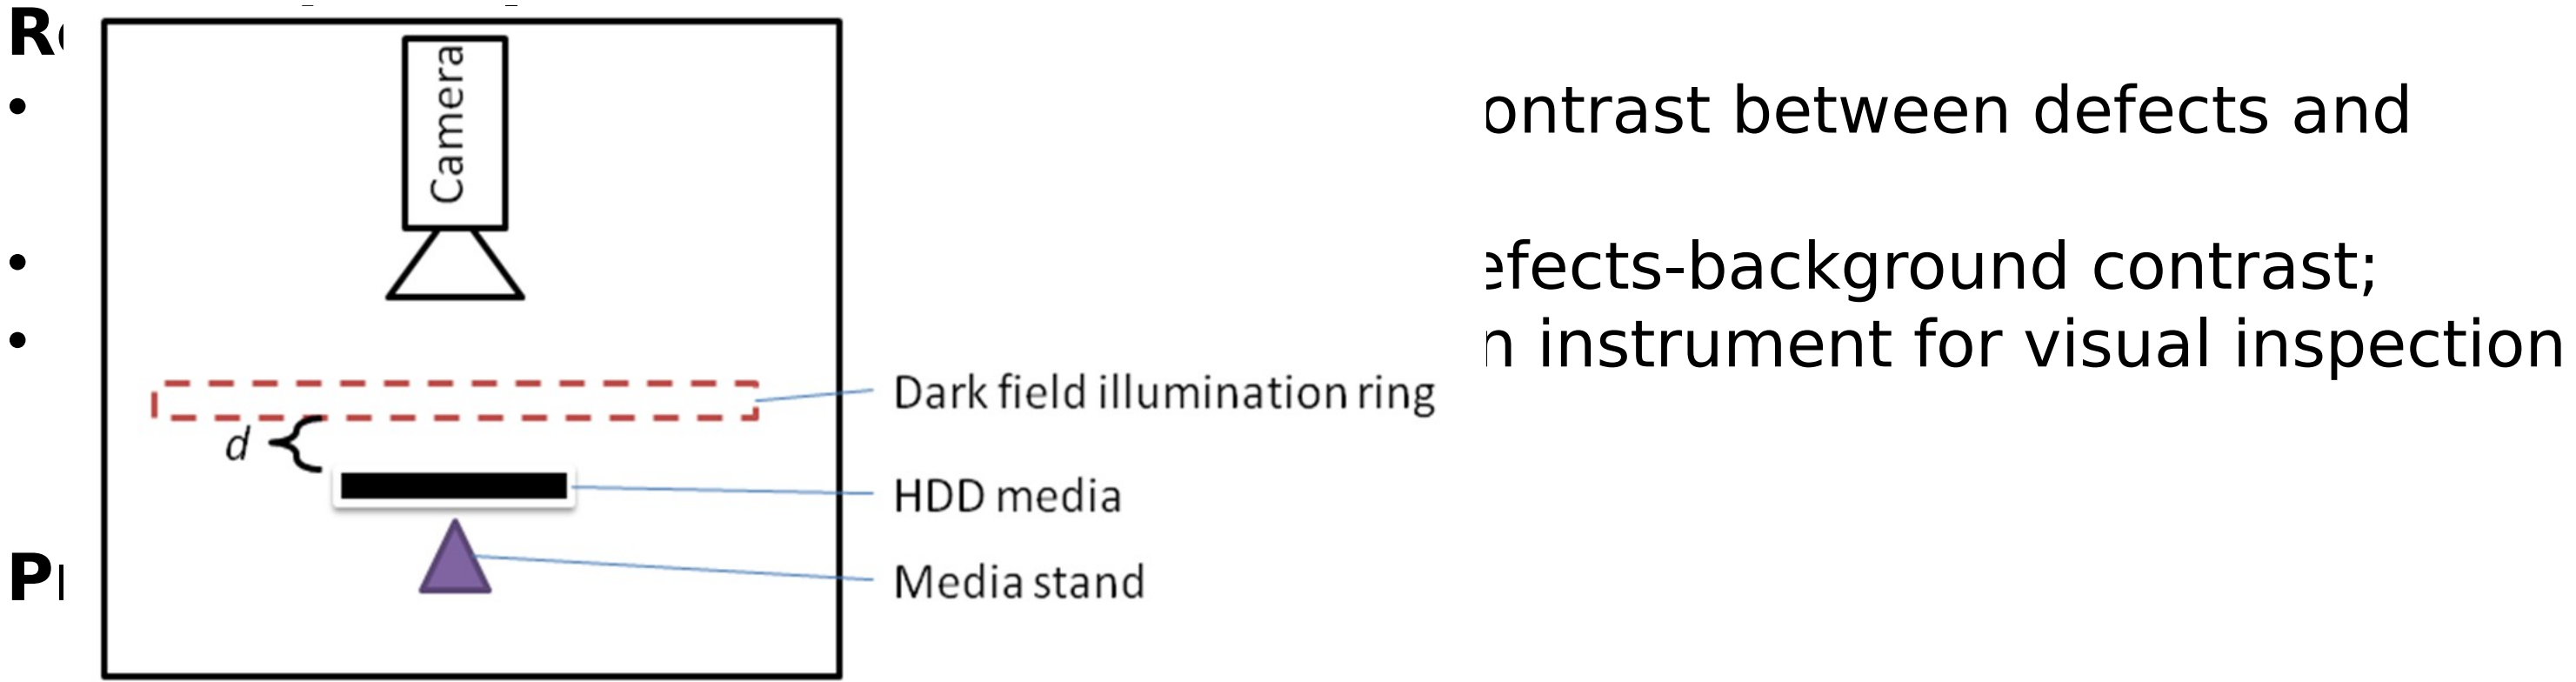 Camera
ontrast between defects and
efects-background contrast;
n instrument for visual inspection
Dark field illumination ring
d
HDD media
Media stand